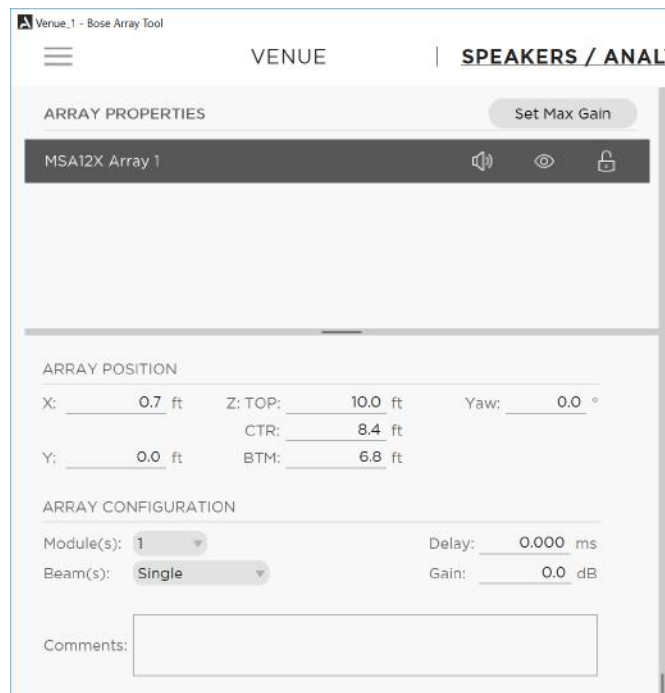 Venue_1 - Bose Array Tool
VENUE | SPEAKERS / ANAL
ARRAY PROPERTIES Set Max Gain
MSA12X Array 1
ARRAY POSITION
X: 0.7 ft Z: TOP: 10.0 ft Yaw: 0.0 °
CTR: 8.4 ft
Y: 0.0 ft BTM: 6.8 ft
ARRAY CONFIGURATION
Module(s): 1 Delay: 0.000 ms
Beam(s): Single Gain: 0.0 dB
Comments: